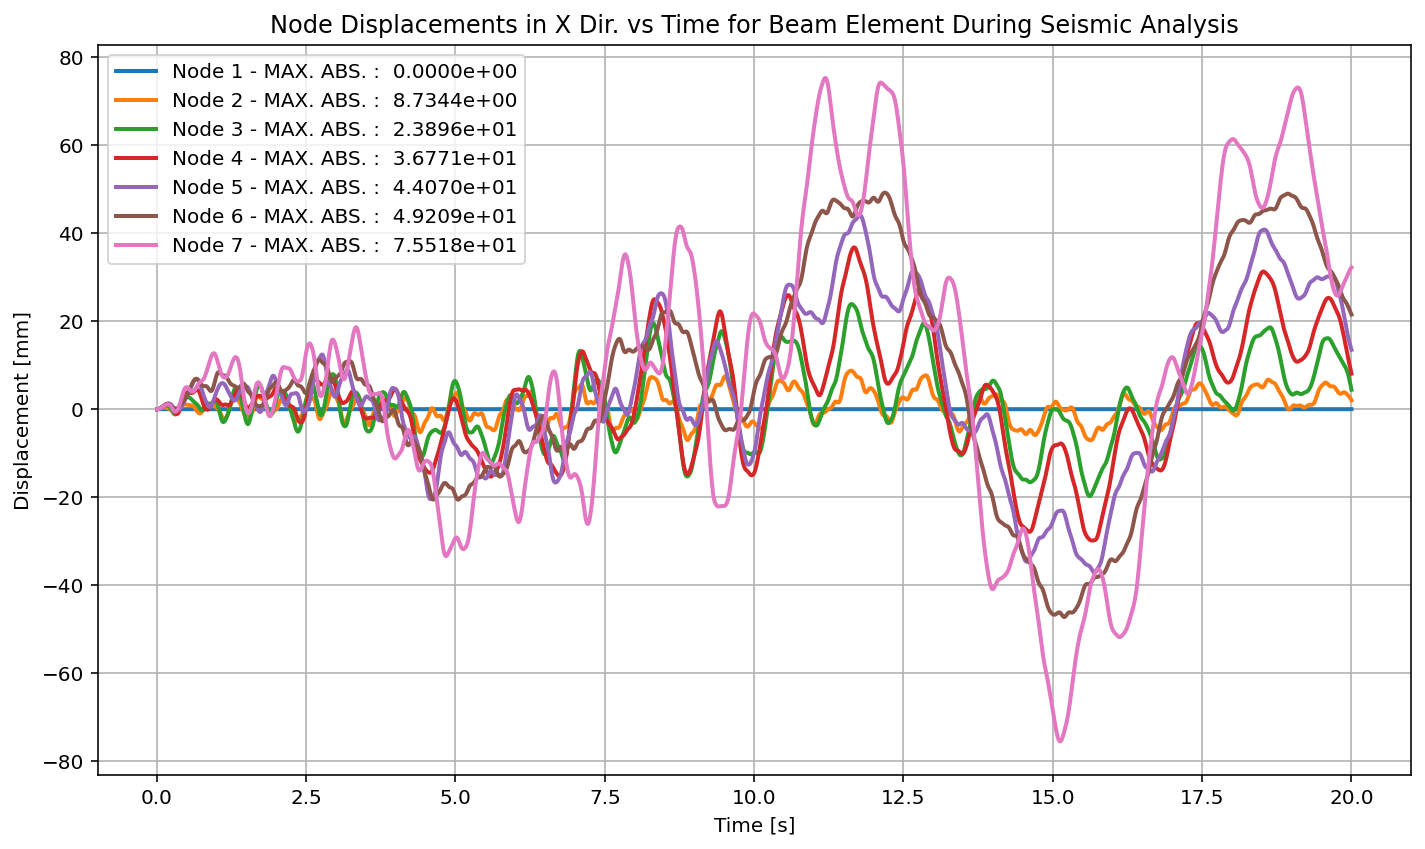 Node Displacements in X Dir. vs Time for Beam Element During Seismic Analysis
Node 1 - MAX. ABS. : 0.0000e+00
Node 2 - MAX. ABS. : 8.7344e+00
Node 3 - MAX. ABS. : 2.3896e+01
Node 4 - MAX. ABS. : 3.6771e+01
Node 5 - MAX. ABS. : 4.4070e+01
Node 6 - MAX. ABS. : 4.9209e+01
Node 7 - MAX. ABS. : 7.5518e+01
Displacement [mm]
80
60
40
20
0
−20
−40
−60
−80
0.0 2.5 5.0 7.5 10.0 12.5 15.0 17.5 20.0
Time [s]